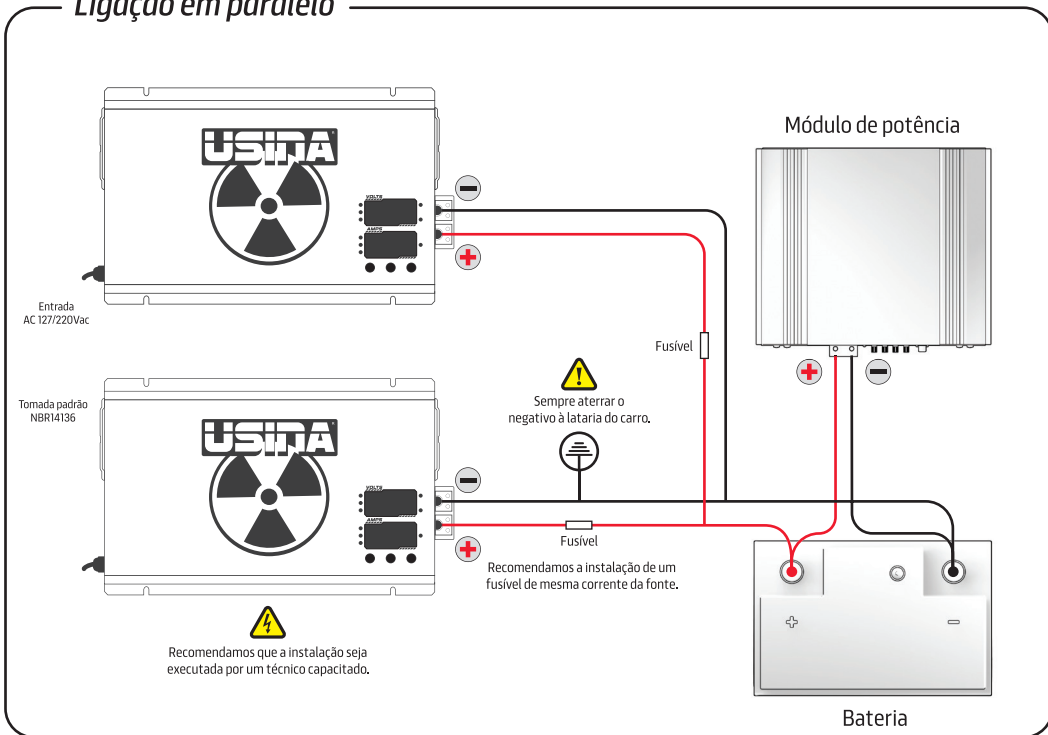 Ligação em paralelo
USINA
VOLTS
AMPS
Entrada
AC 127/220Vac
Módulo de potência
Fusível
Sempre aterrar o
negativo à lataria do carro.
Tomada padrão
NBR14136
USINA
VOLTS
AMPS
Fusível
Recomendamos a instalação de um
fusível de mesma corrente da fonte.
Recomendamos que a instalação seja
executada por um técnico capacitado.
Bateria